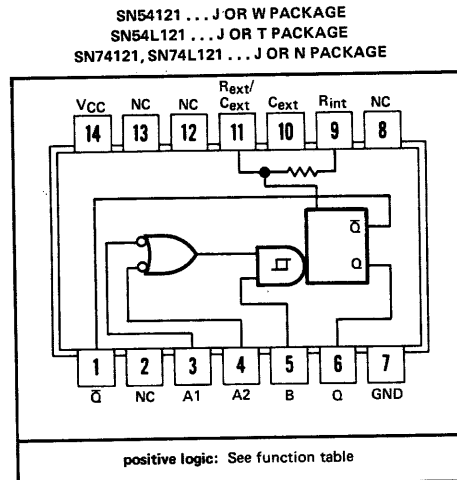 SN54121 . . . J OR W PACKAGE
SN54L121 . . . J OR T PACKAGE
SN74121, SN74L121 . . . J OR N PACKAGE
Rext/
VCC NC NC Cext Cext Rint NC
14 13 12 11 10 9 8
Q̅
Q
1 2 3 4 5 6 7
Q̅ NC A1 A2 B Q GND
positive logic: See function table